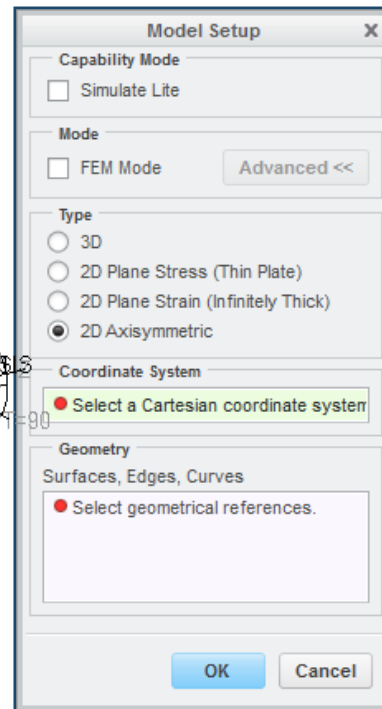 Model Setup
Capability Mode
Simulate Lite
Mode
FEM Mode
Advanced <<
Type
3D
2D Plane Stress (Thin Plate)
2D Plane Strain (Infinitely Thick)
2D Axisymmetric
Coordinate System
Select a Cartesian coordinate system
=90
Geometry
Surfaces, Edges, Curves
Select geometrical references.
OK
Cancel